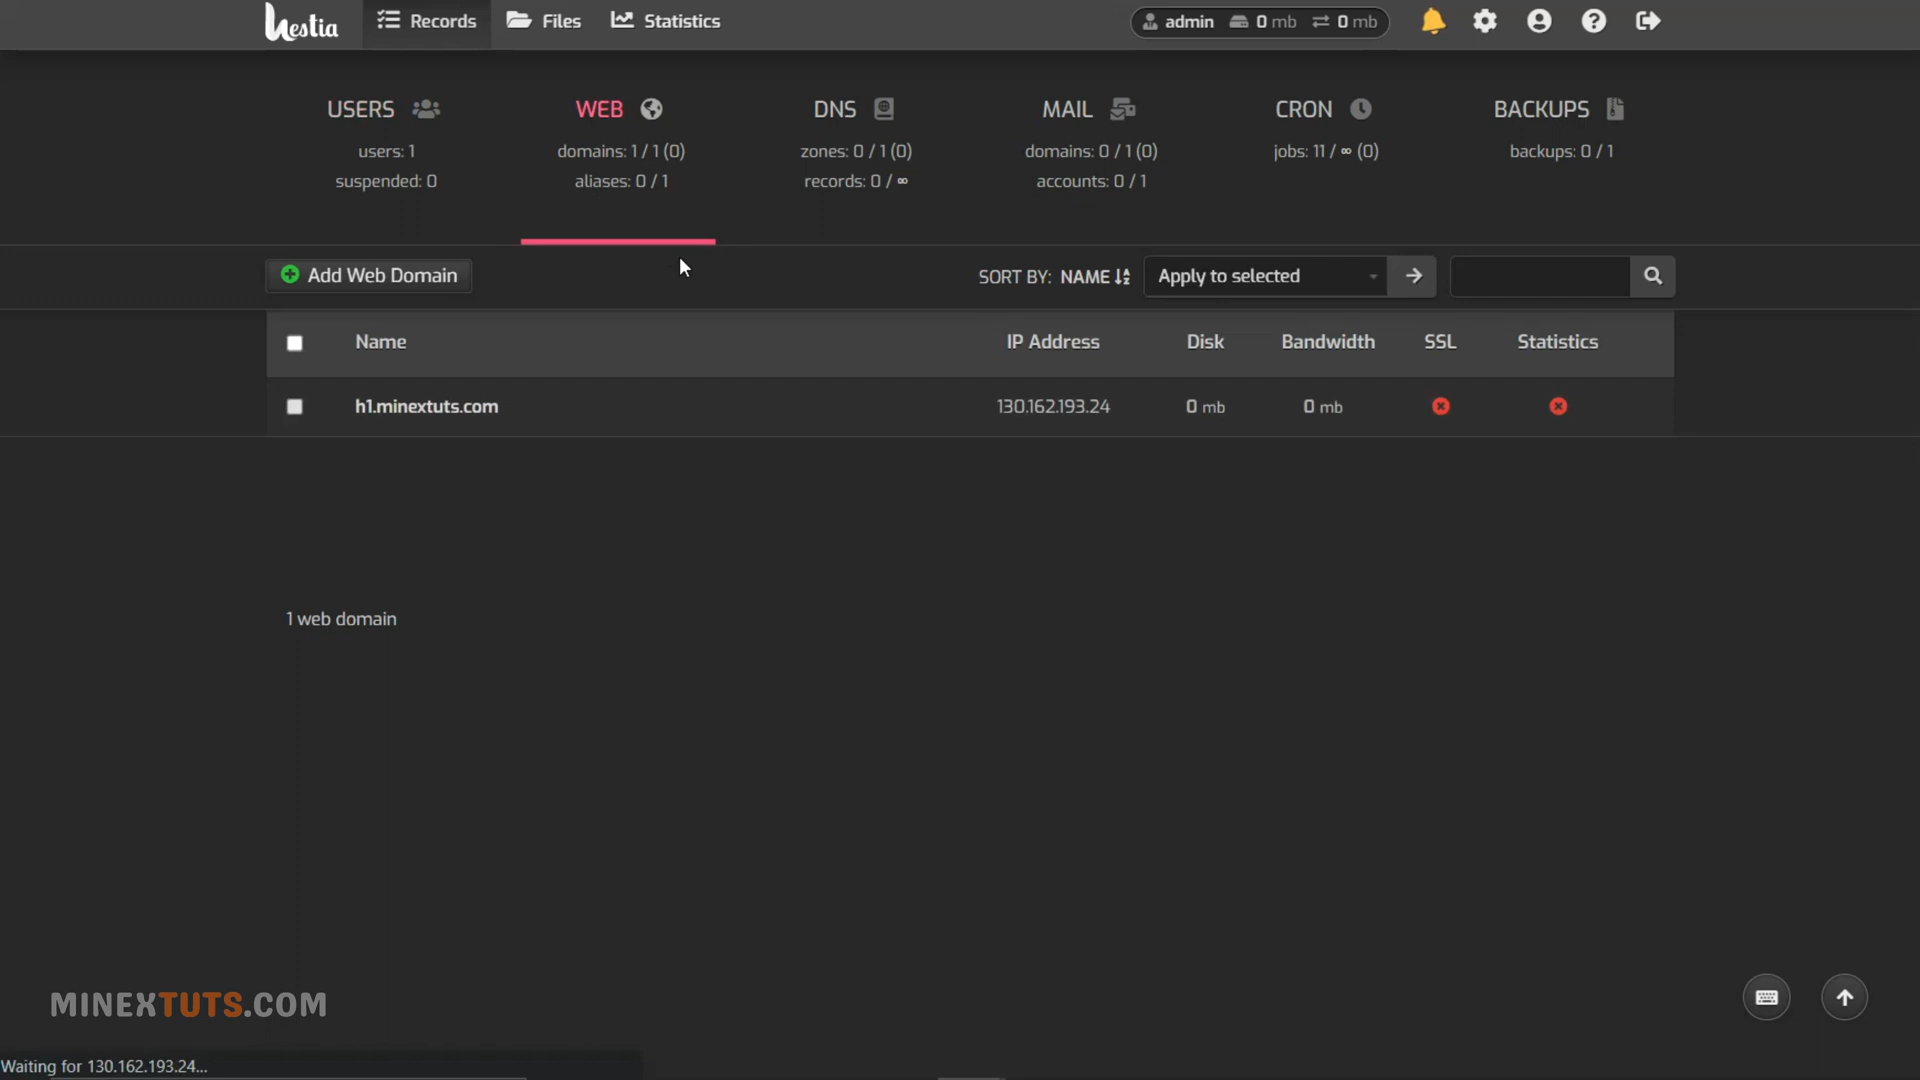 hestia Records Files Statistics admin 0 mb 0 mb
USERS WEB DNS MAIL CRON BACKUPS
users: 1 domains: 1 / 1 (0) zones: 0 / 1 (0) domains: 0 / 1 (0) jobs: 11 / ∞ (0) backups: 0 / 1
suspended: 0 aliases: 0 / 1 records: 0 / ∞ accounts: 0 / 1
Add Web Domain SORT BY: NAME Apply to selected
Name IP Address Disk Bandwidth SSL Statistics
h1.minextuts.com 130.162.193.24 0 mb 0 mb
1 web domain
MINEXTUTS.COM
Waiting for 130.162.193.24...